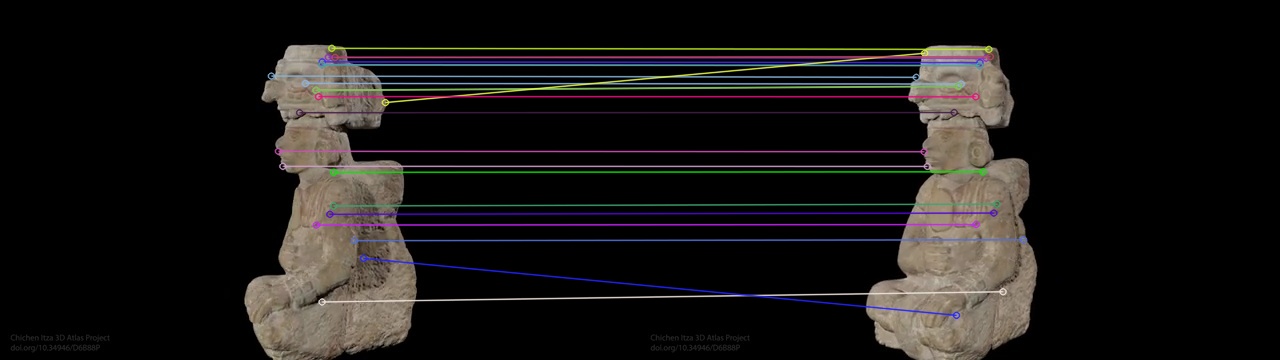 Chichen Itza 3D Atlas Project
doi.org/10.34946/D6B88P
Chichen Itza 3D Atlas Project
doi.org/10.34946/D6B88P